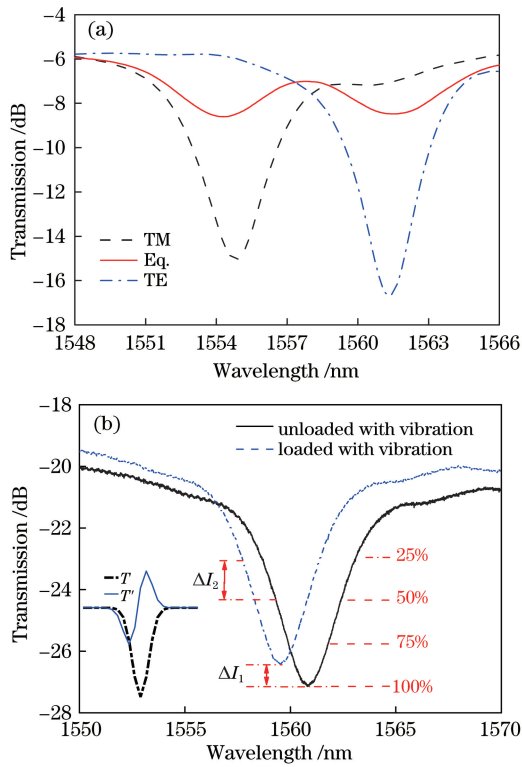 (a)
−4
−6
−8
−10
−12
−14
−16
−18
Transmission /dB
TM
Eq.
TE
1548 1551 1554 1557 1560 1563 1566
Wavelength /nm
(b)
−18
−20
−22
−24
−26
−28
Transmission /dB
unloaded with vibration
loaded with vibration
25%
50%
75%
100%
ΔI2
ΔI1
T
T'
1550 1555 1560 1565 1570
Wavelength /nm